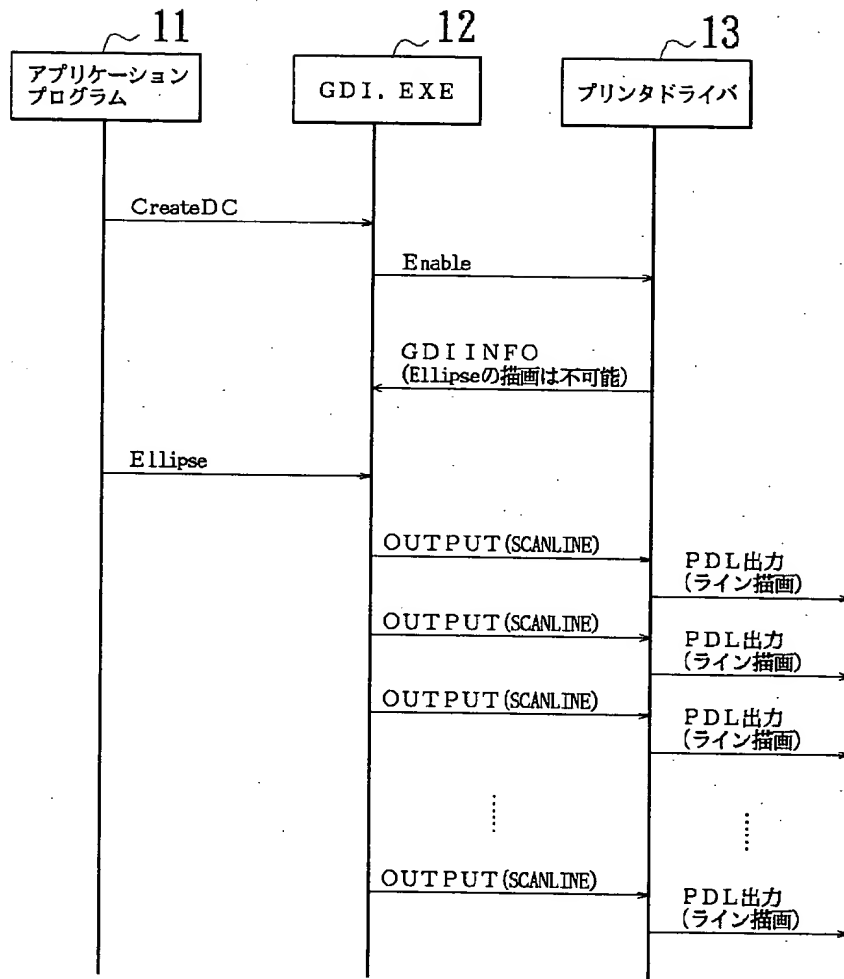 11
12
13
アプリケーション
プログラム
GDI. EXE
プリンタドライバ
CreateDC
Enable
GDIINFO
(Ellipseの描画は不可能)
Ellipse
OUTPUT(SCANLINE)
PDL出力
(ライン描画)
OUTPUT(SCANLINE)
PDL出力
(ライン描画)
OUTPUT(SCANLINE)
PDL出力
(ライン描画)
OUTPUT(SCANLINE)
PDL出力
(ライン描画)